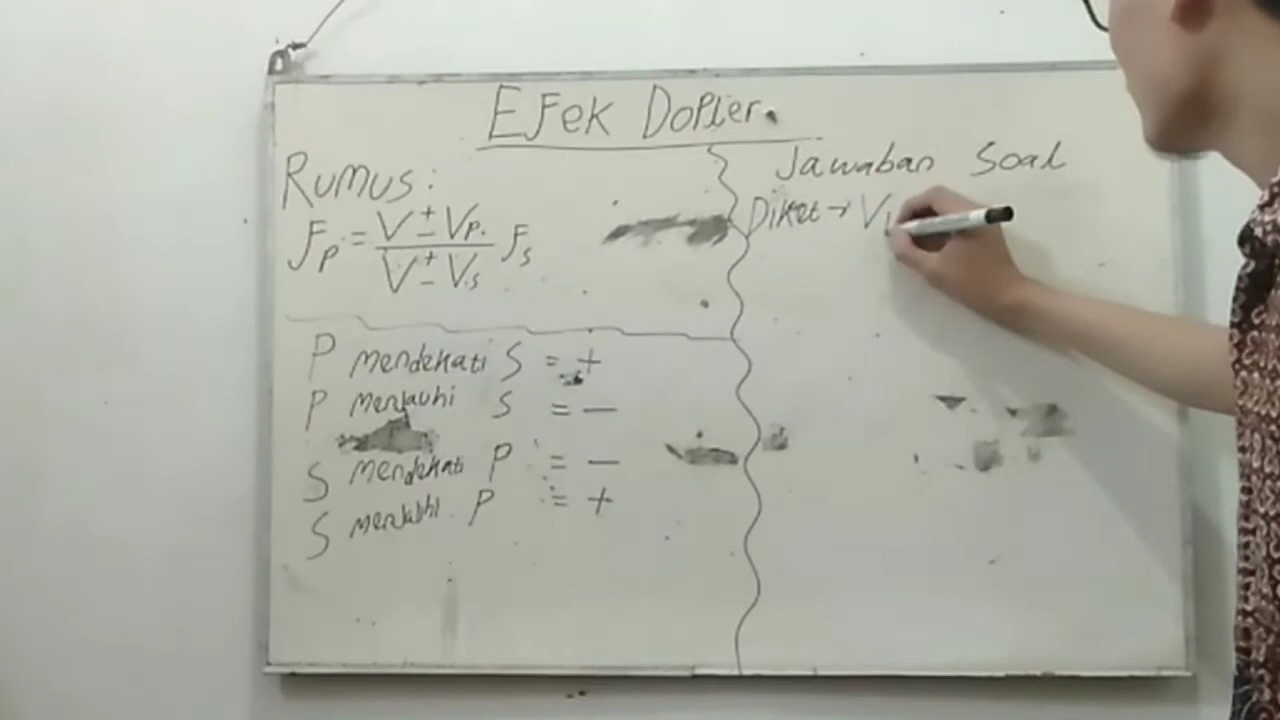 Efek Dopler.
Rumus:
Fp = V ± Vp. / V ± Vs Fs
P mendekati S = +
P menjauhi S = -
S mendekati P = -
S menjauhi P = +
Jawaban Soal
Diket → V